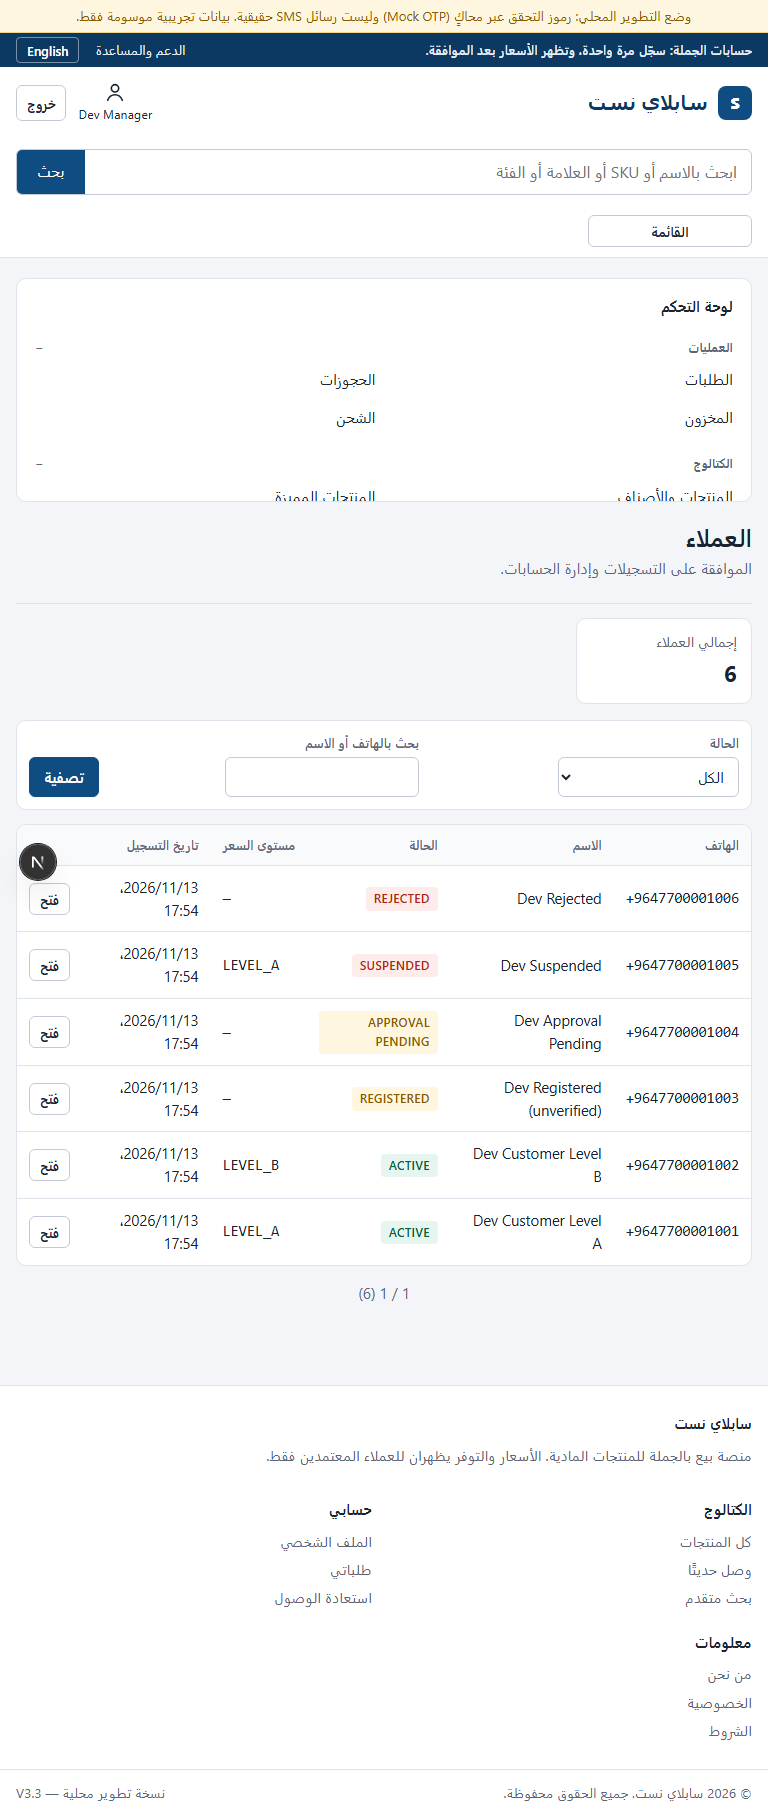 وضع التطوير المحلي: رموز التحقق عبر محاكٍ (Mock OTP) وليست رسائل SMS حقيقية. بيانات تجريبية موسومة فقط.
حسابات الجملة: سجّل مرة واحدة، وتظهر الأسعار بعد الموافقة.
الدعم والمساعدة
English
S
سابلاي نست
Dev Manager
خروج
ابحث بالاسم أو SKU أو العلامة أو الفئة
بحث
القائمة
لوحة التحكم
العمليات –
الطلبات الحجوزات
المخزون الشحن
الكتالوج –
المنتجات والأصناف المنتجات المميزة
العملاء
الموافقة على التسجيلات وإدارة الحسابات.
إجمالي العملاء
6
الحالة بحث بالهاتف أو الاسم
الكل تصفية
الهاتف الاسم الحالة مستوى السعر تاريخ التسجيل
N
+9647700001006 Dev Rejected REJECTED — 2026/11/13، 17:54 فتح
+9647700001005 Dev Suspended SUSPENDED LEVEL_A 2026/11/13، 17:54 فتح
+9647700001004 Dev Approval Pending APPROVAL PENDING — 2026/11/13، 17:54 فتح
+9647700001003 Dev Registered (unverified) REGISTERED — 2026/11/13، 17:54 فتح
+9647700001002 Dev Customer Level B ACTIVE LEVEL_B 2026/11/13، 17:54 فتح
+9647700001001 Dev Customer Level A ACTIVE LEVEL_A 2026/11/13، 17:54 فتح
1 / 1 (6)
سابلاي نست
منصة بيع بالجملة للمنتجات المادية. الأسعار والتوفر يظهران للعملاء المعتمدين فقط.
الكتالوج
كل المنتجات
وصل حديثًا
بحث متقدم
حسابي
الملف الشخصي
طلباتي
استعادة الوصول
معلومات
من نحن
الخصوصية
الشروط
© 2026 سابلاي نست. جميع الحقوق محفوظة.
نسخة تطوير محلية — V3.3